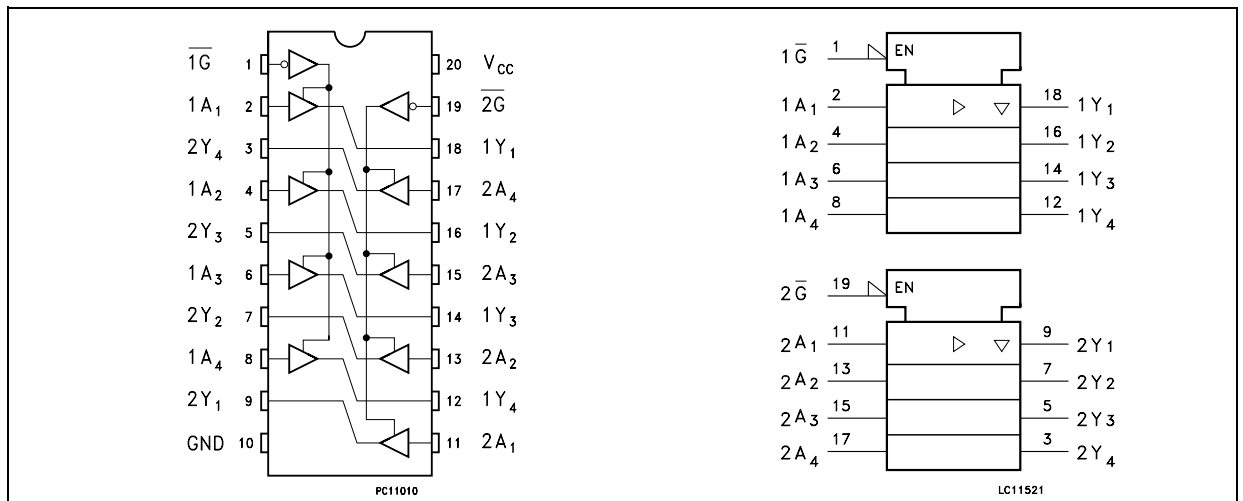 1G̅ 1 20 V_CC
1A₁ 2 19 2G̅
2Y₄ 3 18 1Y₁
1A₂ 4 17 2A₄
2Y₃ 5 16 1Y₂
1A₃ 6 15 2A₃
2Y₂ 7 14 1Y₃
1A₄ 8 13 2A₂
2Y₁ 9 12 1Y₄
GND 10 11 2A₁
PC11010
1G̅ 1 EN
1A₁ 2 18 1Y₁
1A₂ 4 16 1Y₂
1A₃ 6 14 1Y₃
1A₄ 8 12 1Y₄
2G̅ 19 EN
2A₁ 11 9 2Y₁
2A₂ 13 7 2Y₂
2A₃ 15 5 2Y₃
2A₄ 17 3 2Y₄
LC11521